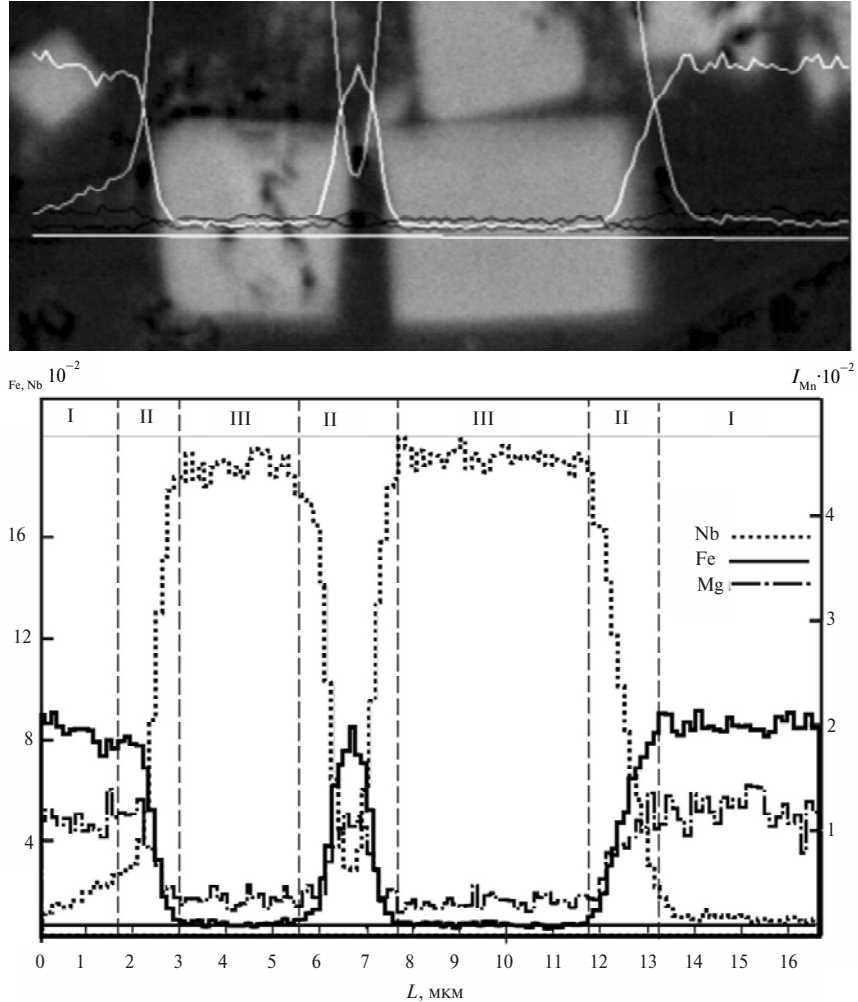 Fe, Nb 10⁻²
I Mn·10⁻²
I II III II III II I
16
12
8
4
4
3
2
1
Nb
Fe
Mg
0 1 2 3 4 5 6 7 8 9 10 11 12 13 14 15 16
L, мкм